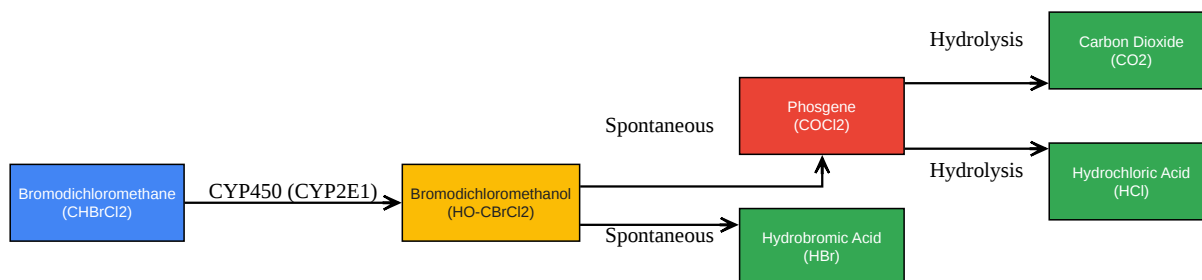 Bromodichloromethane
(CHBrCl2)
CYP450 (CYP2E1)
Bromodichloromethanol
(HO-CBrCl2)
Spontaneous
Phosgene
(COCl2)
Spontaneous
Hydrobromic Acid
(HBr)
Hydrolysis
Carbon Dioxide
(CO2)
Hydrolysis
Hydrochloric Acid
(HCl)